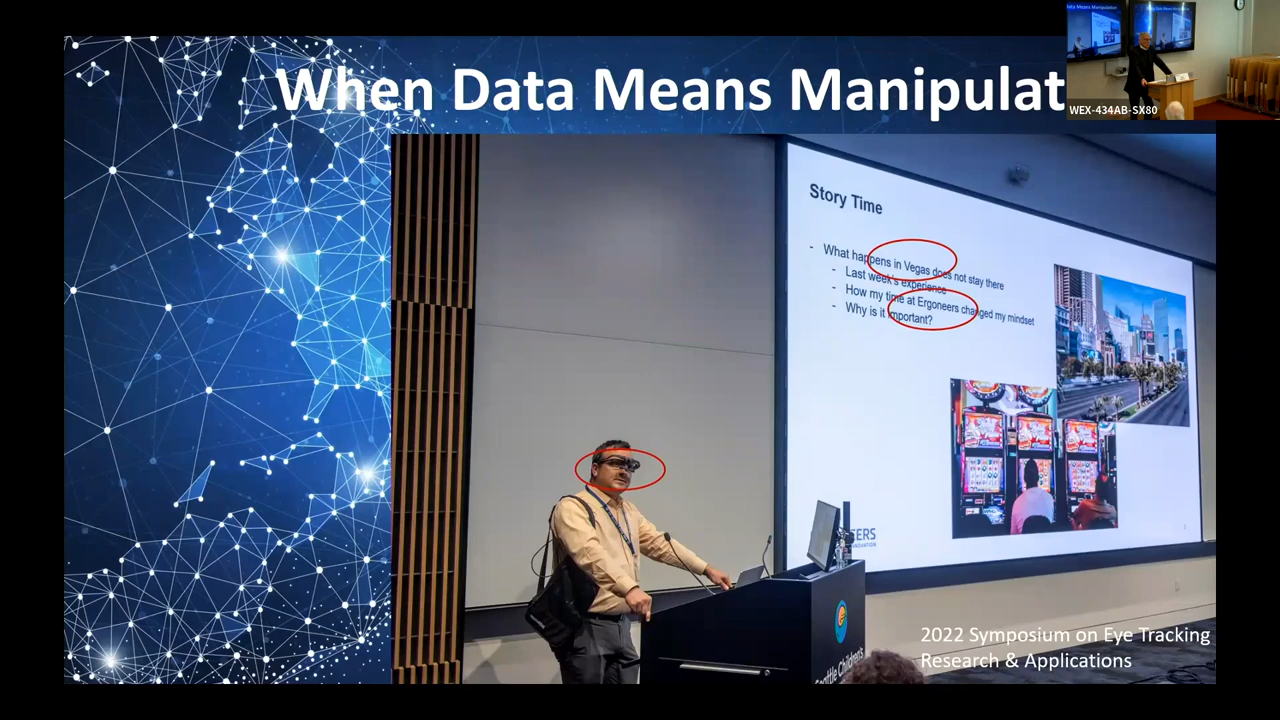 When Data Means Manipulat
WEX-434AB-SX80
Story Time
- What happens in Vegas does not stay there
- Last week's experience
- How my time at Ergoneers changed my mindset
- Why is it important?
2022 Symposium on Eye Tracking
Research & Applications
Seattle Children's